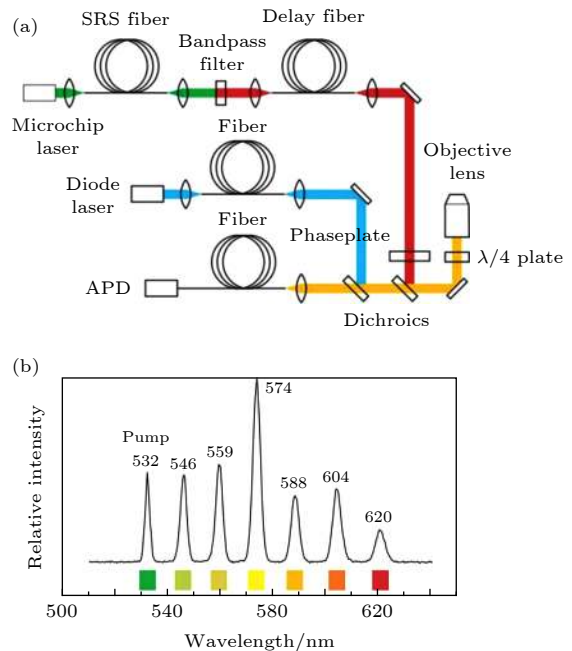 (a)
SRS fiber
Delay fiber
Bandpass
filter
Microchip
laser
Fiber
Objective
lens
Diode
laser
Fiber
Phaseplate
λ/4 plate
APD
Dichroics
(b)
574
Pump
532
546
559
588
604
620
Relative intensity
500
540
580
620
Wavelength/nm